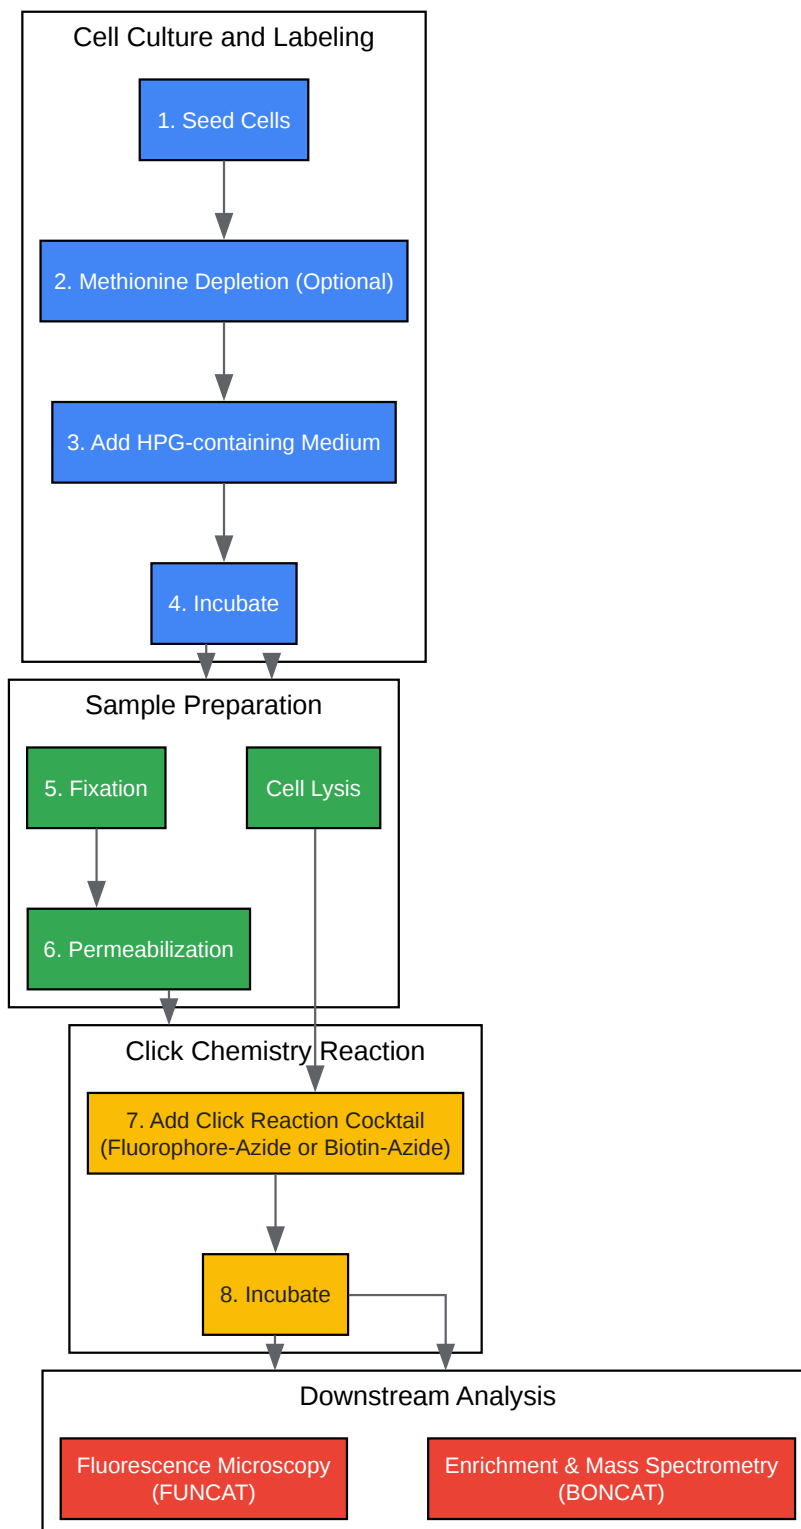 Cell Culture and Labeling
1. Seed Cells
2. Methionine Depletion (Optional)
3. Add HPG-containing Medium
4. Incubate
Sample Preparation
5. Fixation
Cell Lysis
6. Permeabilization
Click Chemistry Reaction
7. Add Click Reaction Cocktail
(Fluorophore-Azide or Biotin-Azide)
8. Incubate
Downstream Analysis
Fluorescence Microscopy
(FUNCAT)
Enrichment & Mass Spectrometry
(BONCAT)